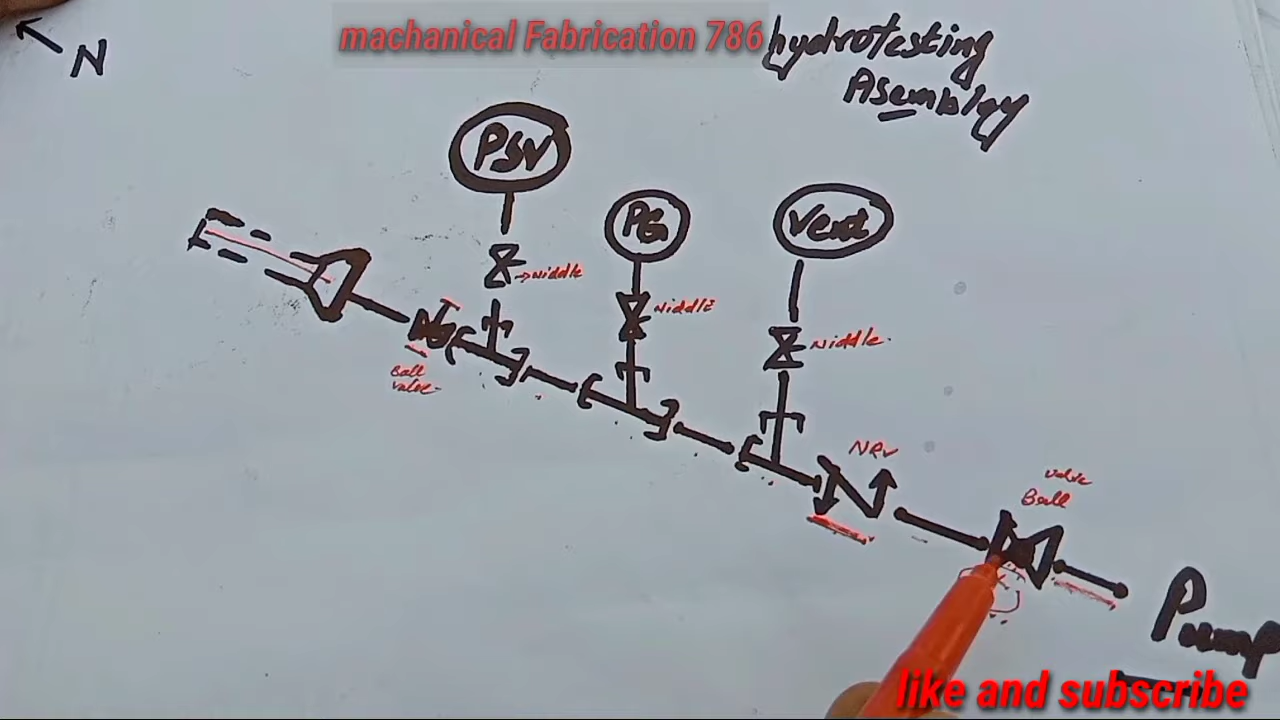 machanical Fabrication 786
hydrotesting
Asembley
N
PSV
PG
Vent
Niddle
Niddle
Niddle.
Ball
valve
NRV
valve
Ball
Pump
like and subscribe